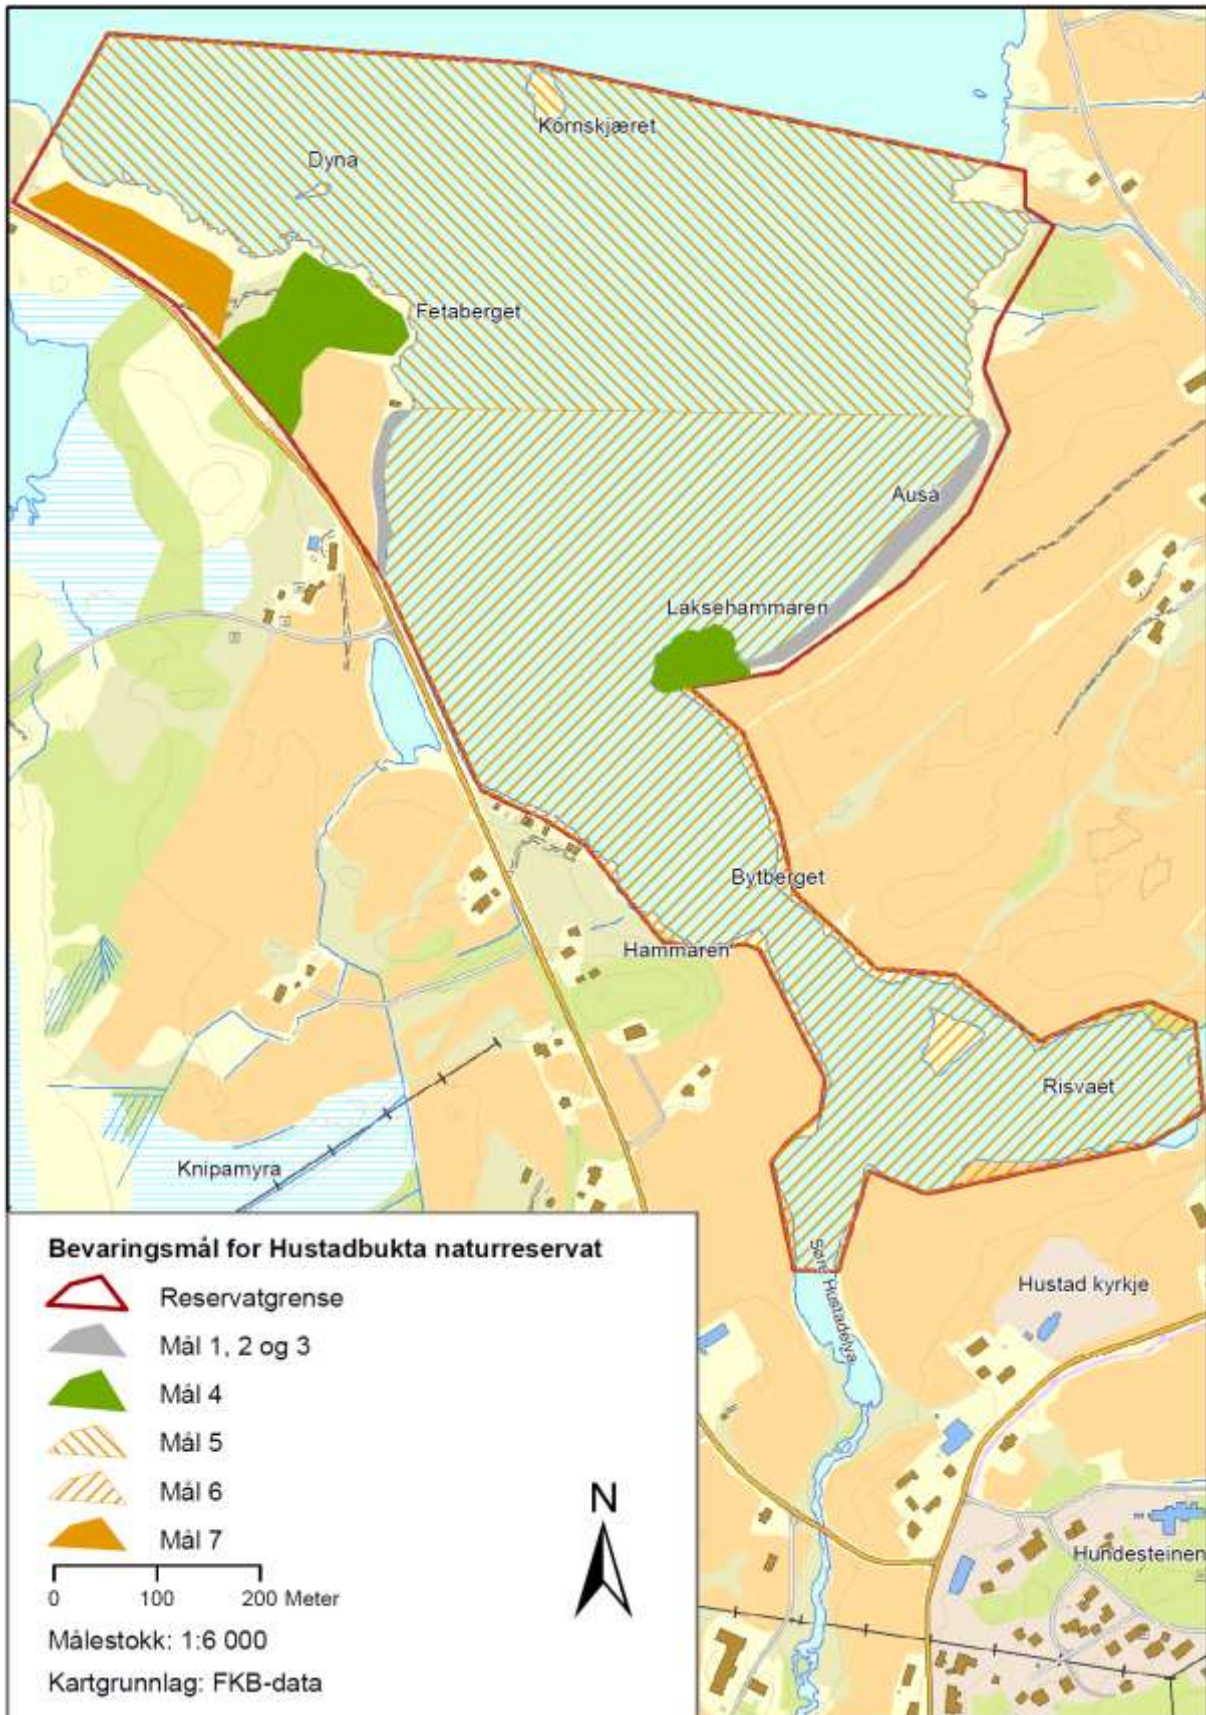 Kornskjæret
Dyna
Fetaberget
Ausa
Laksehammaren
Bytberget
Hammaren
Risvaet
Knipamyra
Søre Hustadelva
Hustad kyrkje
Hundesteinen
Bevaringsmål for Hustadbukta naturreservat
Reservatgrense
Mål 1, 2 og 3
Mål 4
Mål 5
Mål 6
Mål 7
0 100 200 Meter
N
Målestokk: 1:6 000
Kartgrunnlag: FKB-data